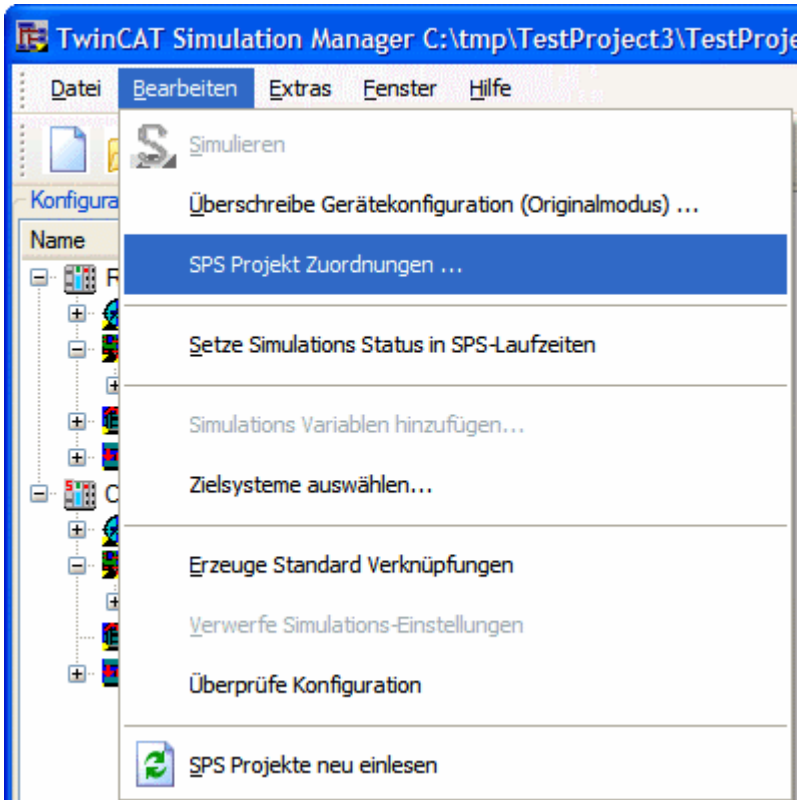 TwinCAT Simulation Manager C:\tmp\TestProject3\TestProje
Datei Bearbeiten Extras Fenster Hilfe
Simulieren
Überschreibe Gerätekonfiguration (Originalmodus) ...
Konfigura
Name
SPS Projekt Zuordnungen ...
R
Setze Simulations Status in SPS-Laufzeiten
Simulations Variablen hinzufügen...
Zielsysteme auswählen...
C
Erzeuge Standard Verknüpfungen
Verwerfe Simulations-Einstellungen
Überprüfe Konfiguration
SPS Projekte neu einlesen